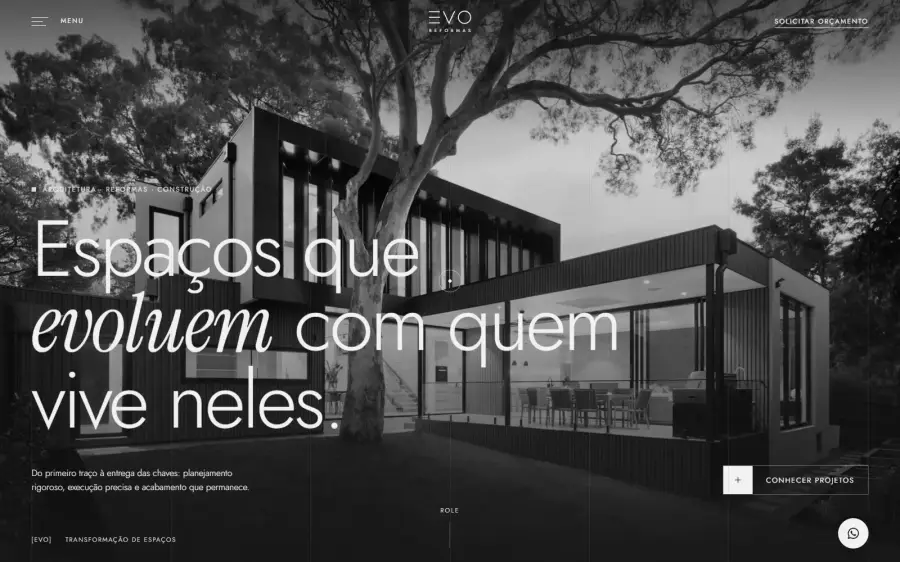 MENU
EVO
REFORMAS
SOLICITAR ORÇAMENTO
ARQUITETURA - REFORMAS - CONSTRUÇÃO
Espaços que
evoluem com quem
vive neles.
Do primeiro traço à entrega das chaves: planejamento
rigoroso, execução precisa e acabamento que permanece.
+ CONHECER PROJETOS
ROLE
[EVO] TRANSFORMAÇÃO DE ESPAÇOS